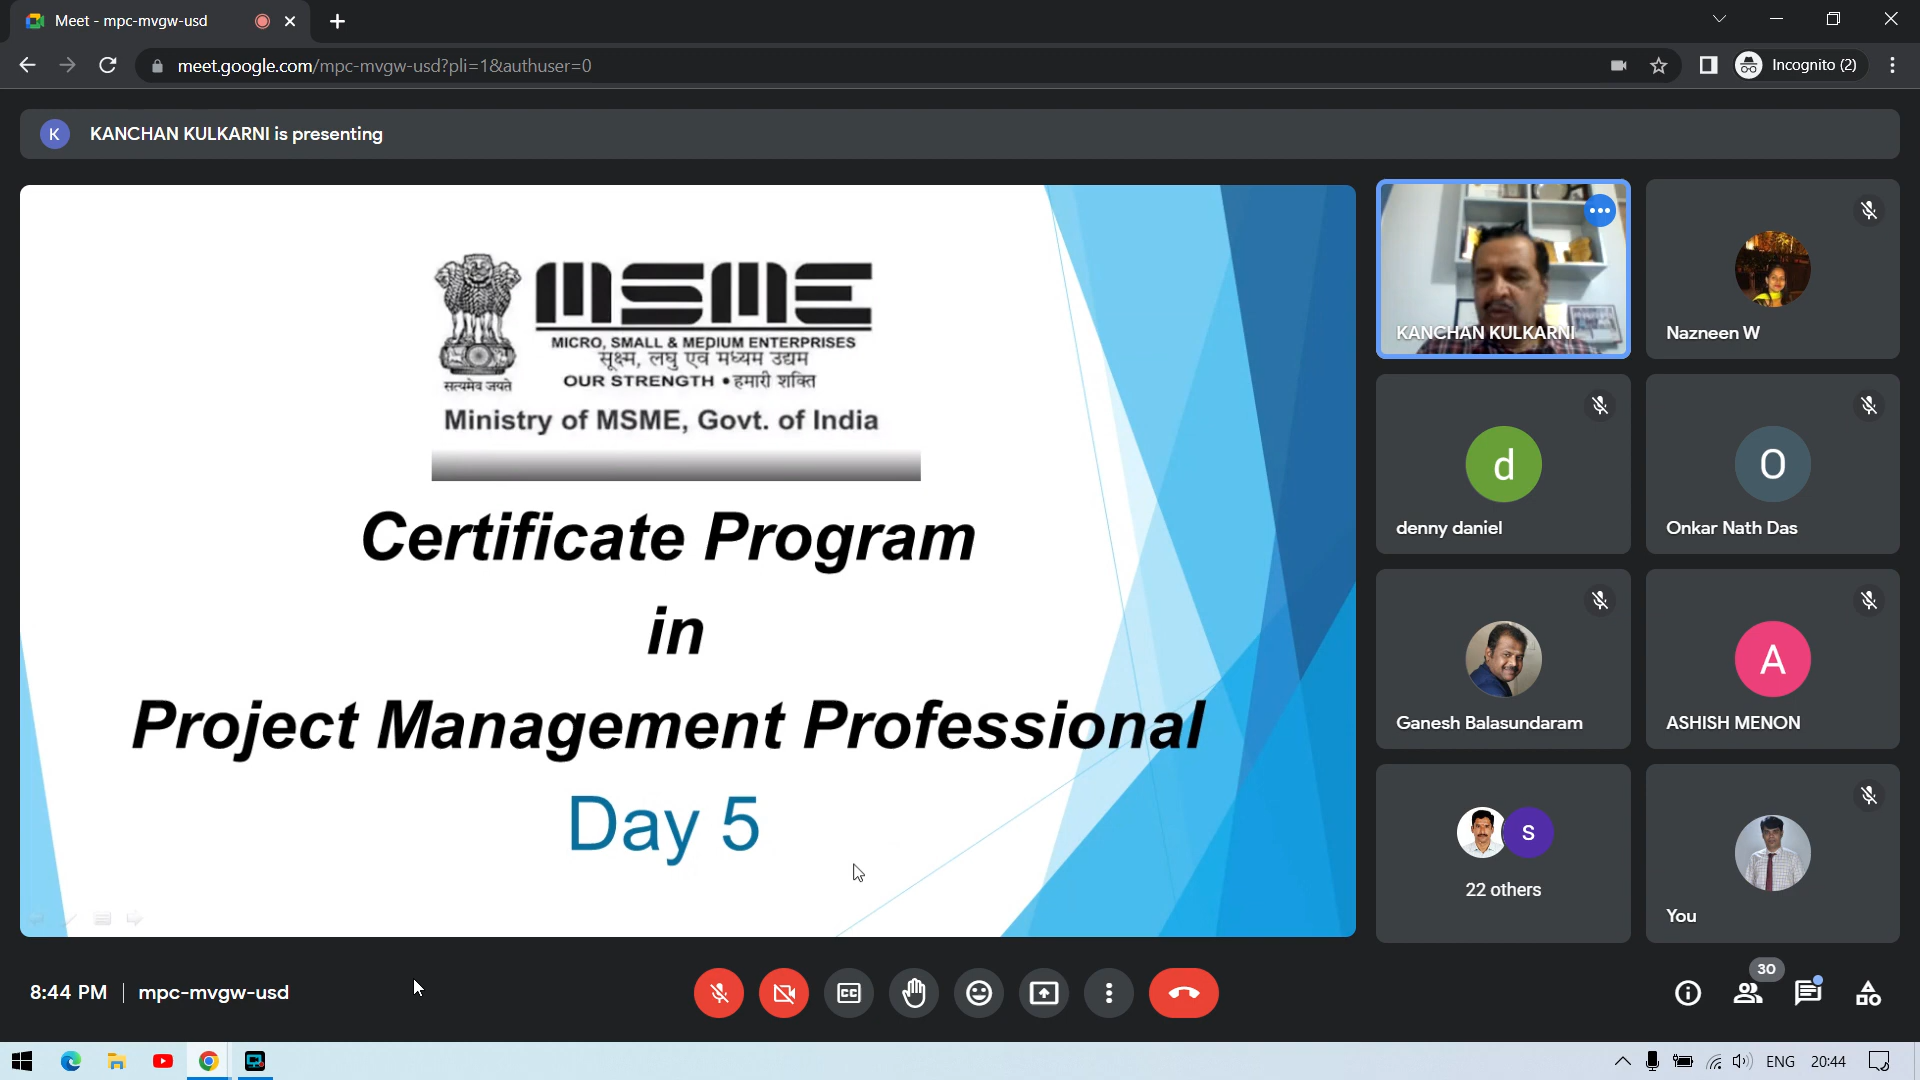 Meet - mpc-mvgw-usd
meet.google.com/mpc-mvgw-usd?pli=1&authuser=0
Incognito (2)
K
KANCHAN KULKARNI is presenting
MSME
MICRO, SMALL & MEDIUM ENTERPRISES
सूक्ष्म, लघु एवं मध्यम उद्यम
सत्यमेव जयते
OUR STRENGTH • हमारी शक्ति
Ministry of MSME, Govt. of India
Certificate Program
in
Project Management Professional
Day 5
KANCHAN KULKARNI
Nazneen W
d
denny daniel
O
Onkar Nath Das
Ganesh Balasundaram
A
ASHISH MENON
S
22 others
You
8:44 PM | mpc-mvgw-usd
CC
30
ENG
20:44